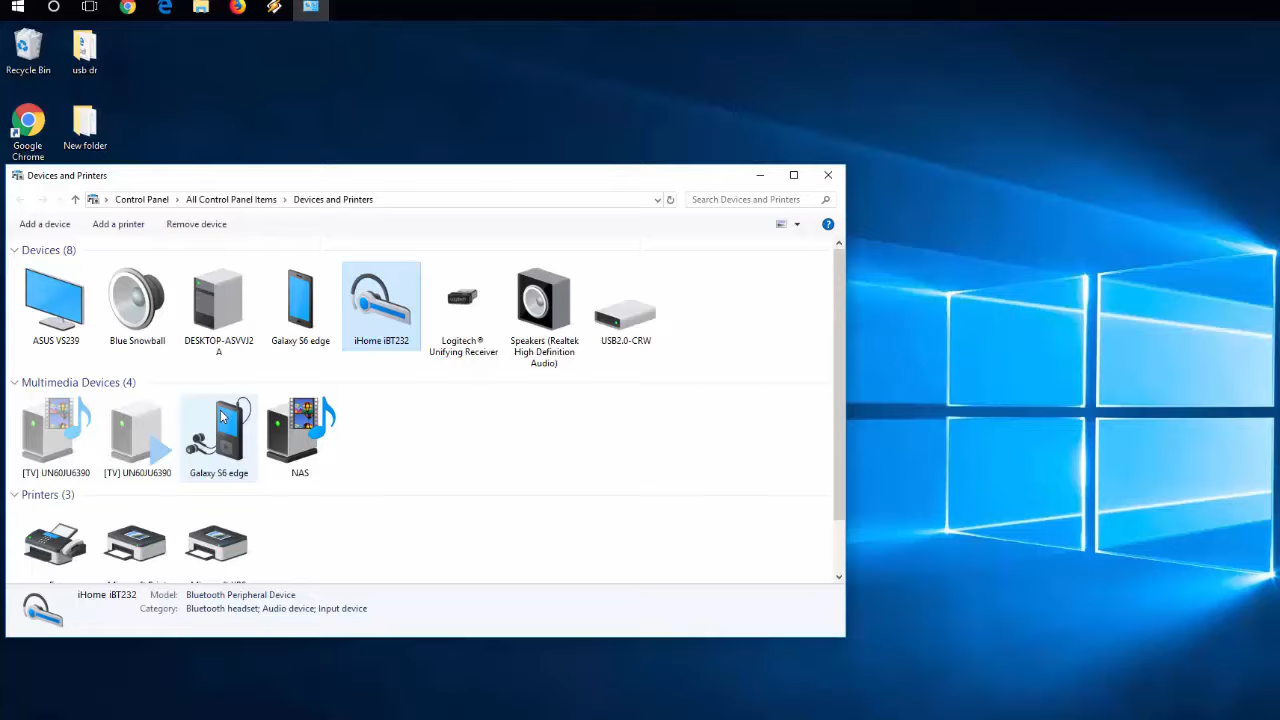 Recycle Bin
usb dr
Google
Chrome
New folder
Devices and Printers
Control Panel
All Control Panel Items
Devices and Printers
Search Devices and Printers
Add a device
Add a printer
Remove device
Devices (8)
ASUS VS239
Blue Snowball
DESKTOP-ASVVJ2
A
Galaxy S6 edge
iHome iBT232
Logitech®
Unifying Receiver
Speakers (Realtek
High Definition
Audio)
USB2.0-CRW
Multimedia Devices (4)
[TV] UN60JU6390
[TV] UN60JU6390
Galaxy S6 edge
NAS
Printers (3)
iHome iBT232
Model: Bluetooth Peripheral Device
Category: Bluetooth headset; Audio device; Input device